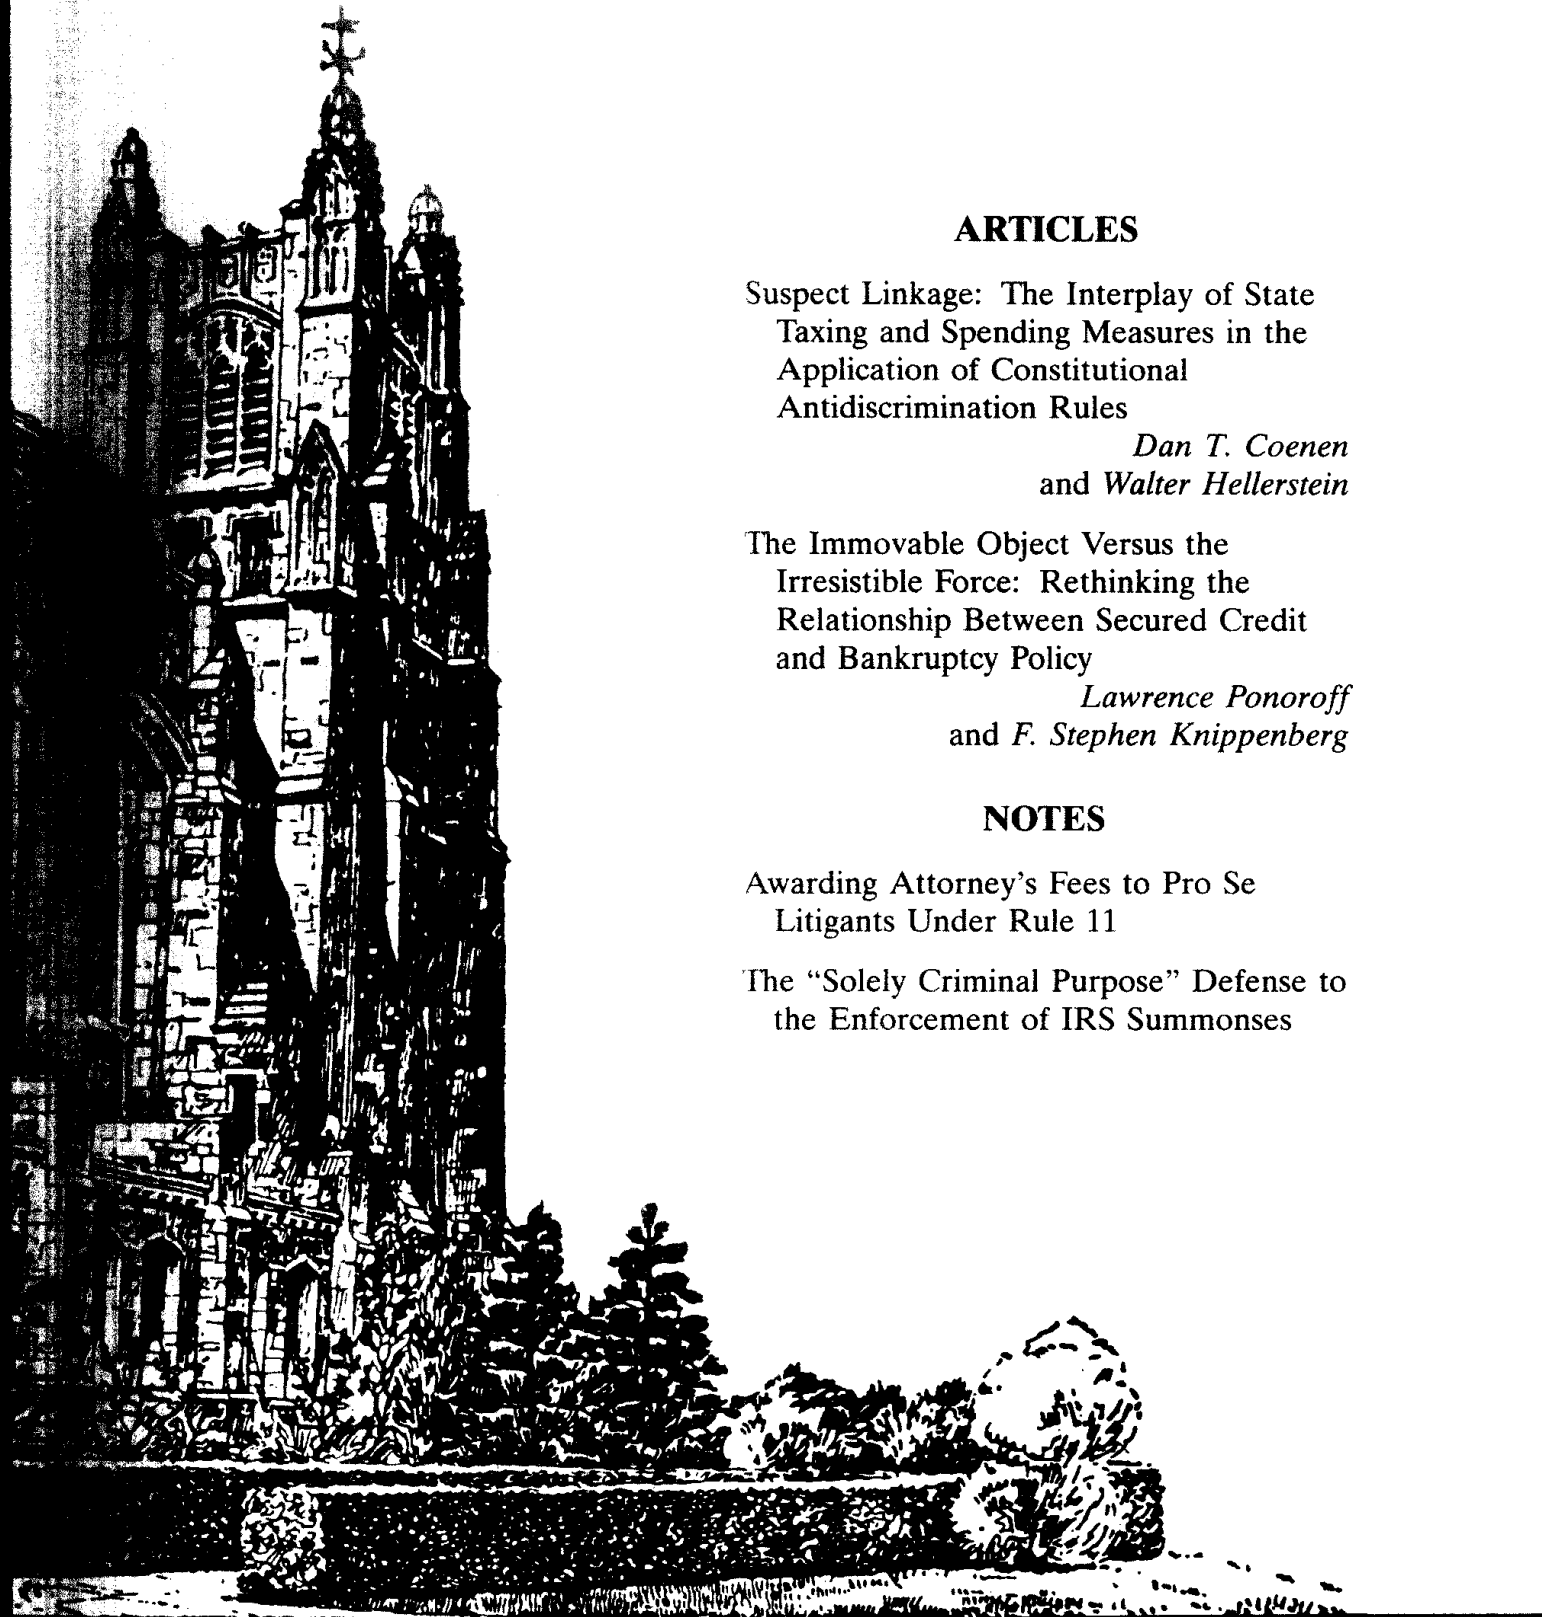 ARTICLES
Suspect Linkage: The Interplay of State
Taxing and Spending Measures in the
Application of Constitutional
Antidiscrimination Rules
Dan T. Coenen
and Walter Hellerstein
The Immovable Object Versus the
Irresistible Force: Rethinking the
Relationship Between Secured Credit
and Bankruptcy Policy
Lawrence Ponoroff
and F. Stephen Knippenberg
NOTES
Awarding Attorney's Fees to Pro Se
Litigants Under Rule 11
The “Solely Criminal Purpose” Defense to
the Enforcement of IRS Summonses